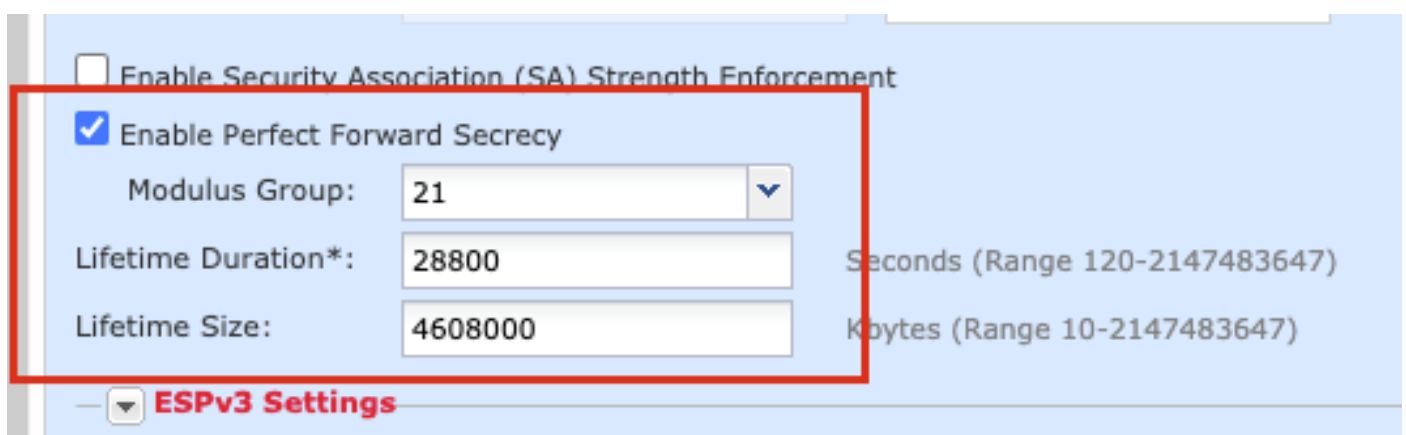 Enable Security Association (SA) Strength Enforcement
Enable Perfect Forward Secrecy
Modulus Group: 21
Lifetime Duration*: 28800 Seconds (Range 120-2147483647)
Lifetime Size: 4608000 Kbytes (Range 10-2147483647)
ESPv3 Settings